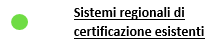 Sistemi regionali di
certificazione esistenti